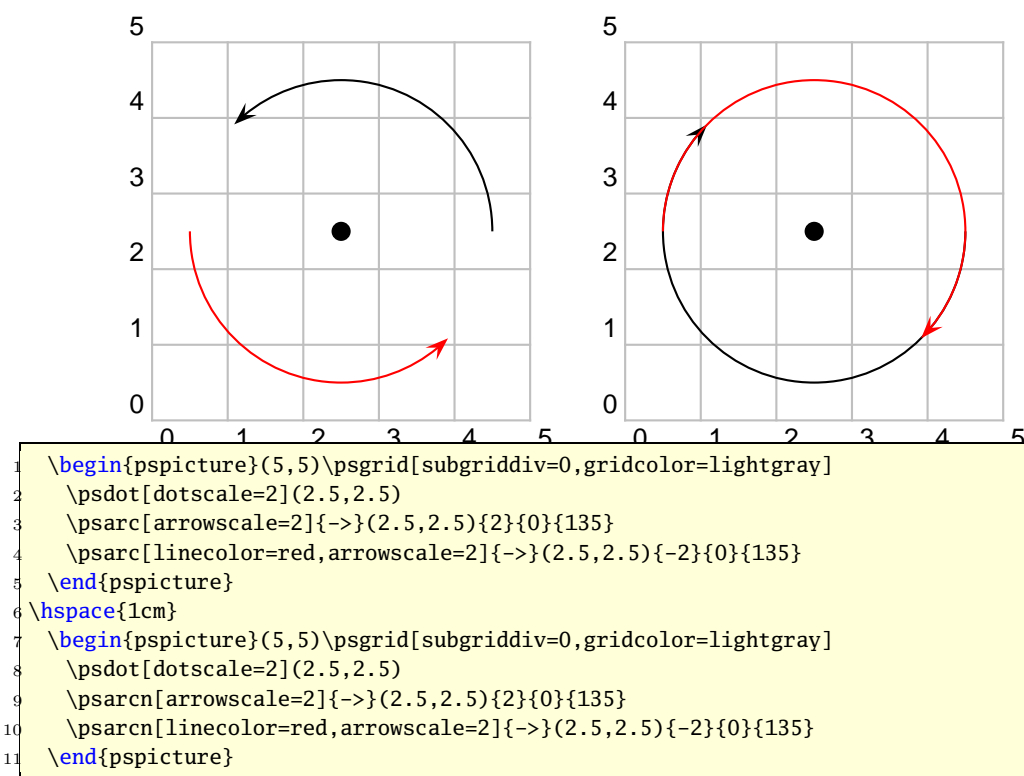 5 5
4 4
3 3
2 2
1 1
0 0
0 1 2 3 4 5 0 1 2 3 4 5
1 \begin{pspicture}(5,5)\psgrid[subgriddiv=0,gridcolor=lightgray]
2 \psdot[dotscale=2](2.5,2.5)
3 \psarc[arrowscale=2]{->}(2.5,2.5){2}{0}{135}
4 \psarc[linecolor=red,arrowscale=2]{->}(2.5,2.5){-2}{0}{135}
5 \end{pspicture}
6 \hspace{1cm}
7 \begin{pspicture}(5,5)\psgrid[subgriddiv=0,gridcolor=lightgray]
8 \psdot[dotscale=2](2.5,2.5)
9 \psarcn[arrowscale=2]{->}(2.5,2.5){2}{0}{135}
10 \psarcn[linecolor=red,arrowscale=2]{->}(2.5,2.5){-2}{0}{135}
11 \end{pspicture}